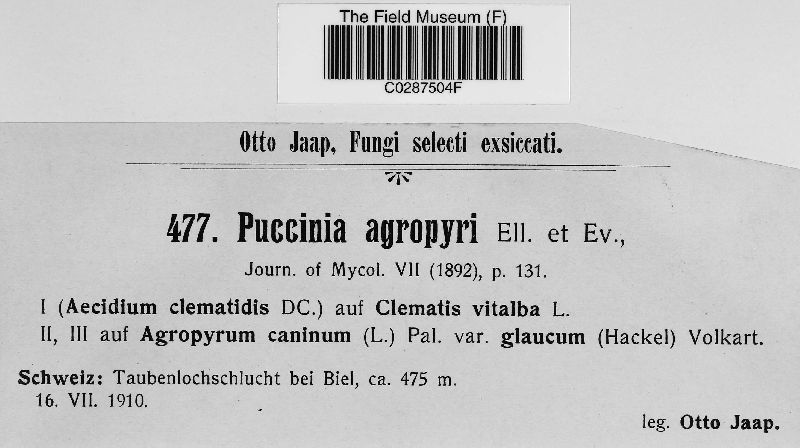 The Field Museum (F)
C0287504F
Otto Jaap, Fungi selecti exsiccati.
477. Puccinia agropyri Ell. et Ev.,
Journ. of Mycol. VII (1892), p. 131.
I (Aecidium clematidis DC.) auf Clematis vitalba L.
II, III auf Agropyrum caninum (L.) Pal. var. glaucum (Hackel) Volkart.
Schweiz: Taubenlochschlucht bei Biel, ca. 475 m.
16. VII. 1910.
leg. Otto Jaap.